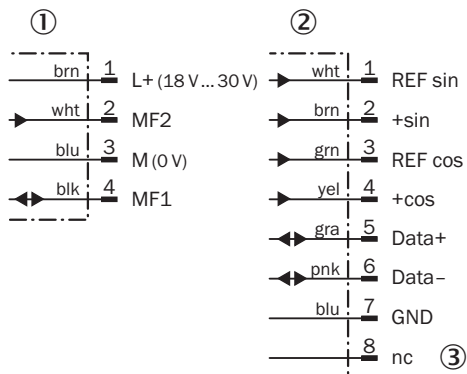 ①
brn 1 L+ (18 V ... 30 V)
wht 2 MF2
blu 3 M (0 V)
blk 4 MF1
②
wht 1 REF sin
brn 2 +sin
grn 3 REF cos
yel 4 +cos
gra 5 Data+
pnk 6 Data–
blu 7 GND
8 nc ③